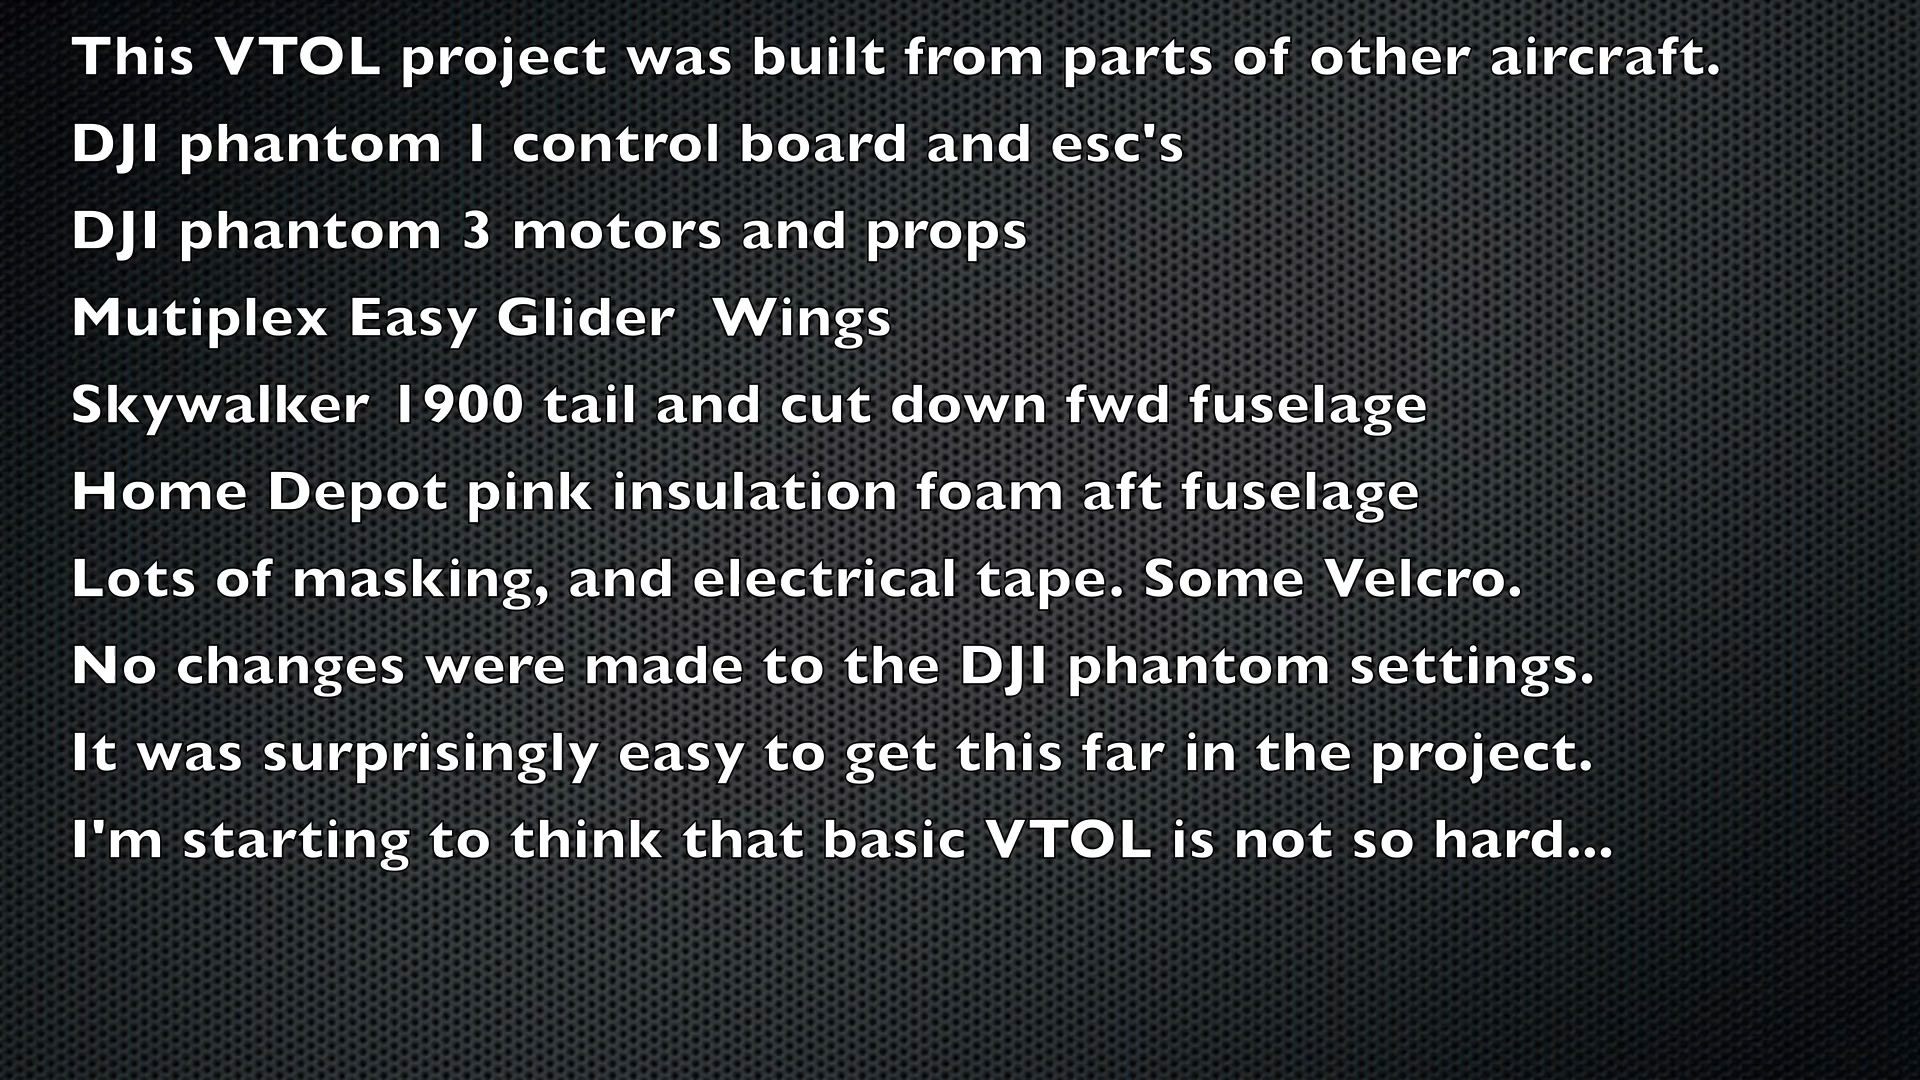 This VTOL project was built from parts of other aircraft.
DJI phantom 1 control board and esc's
DJI phantom 3 motors and props
Mutiplex Easy Glider  Wings
Skywalker 1900 tail and cut down fwd fuselage
Home Depot pink insulation foam aft fuselage
Lots of masking, and electrical tape. Some Velcro.
No changes were made to the DJI phantom settings.
It was surprisingly easy to get this far in the project.
I'm starting to think that basic VTOL is not so hard...